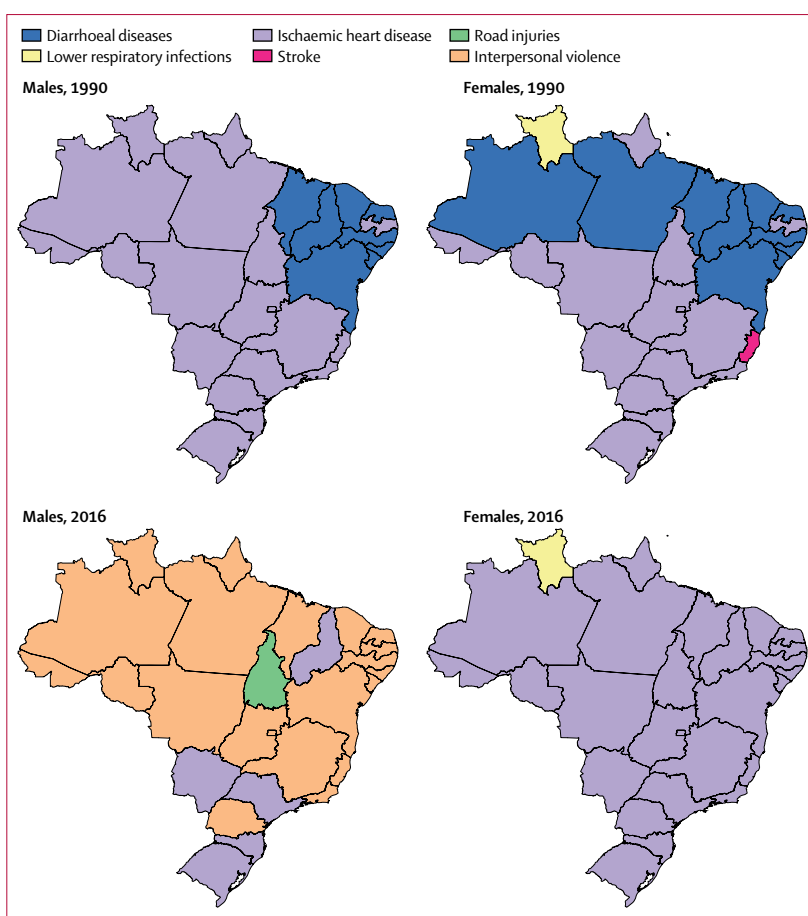 Diarrhoeal diseases Ischaemic heart disease Road injuries
Lower respiratory infections Stroke Interpersonal violence
Males, 1990 Females, 1990
Males, 2016 Females, 2016